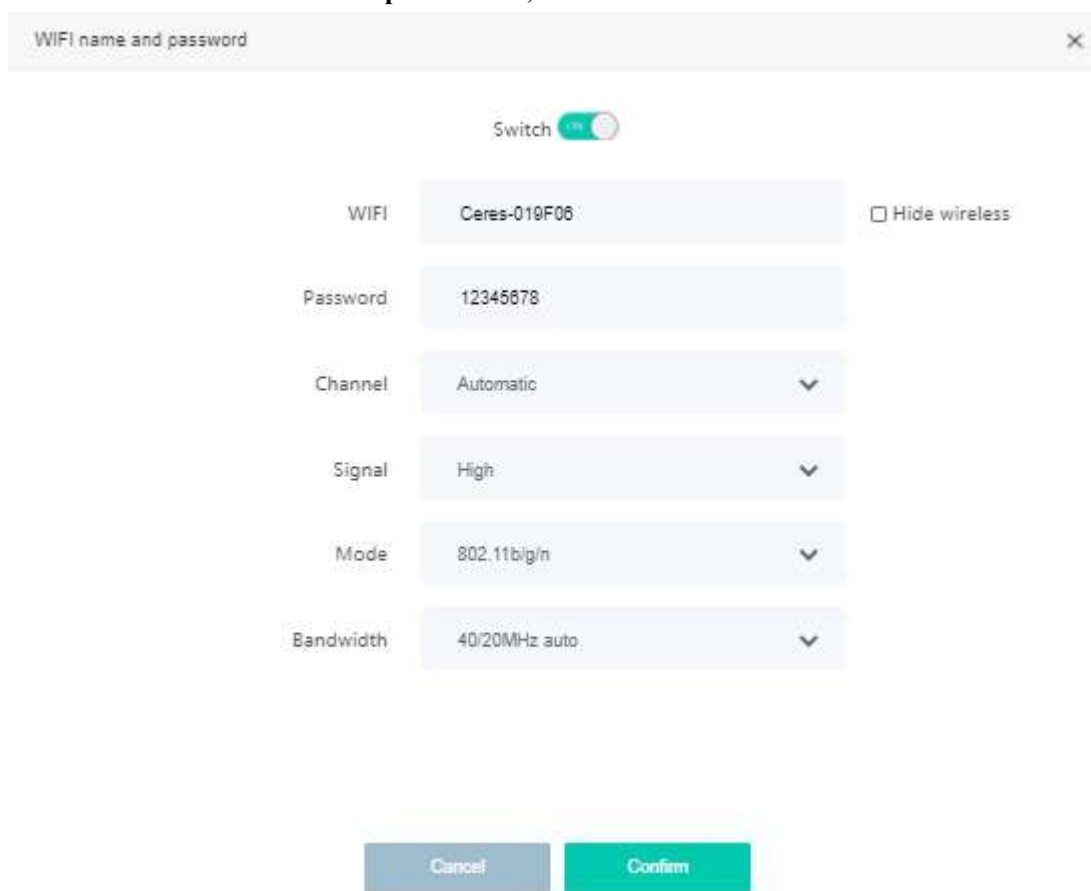 WIFI name and password
Switch ON
WIFI Ceres-019F06 Hide wireless
Password 12345678
Channel Automatic
Signal High
Mode 802.11b/g/n
Bandwidth 40/20MHz auto
Cancel Confirm